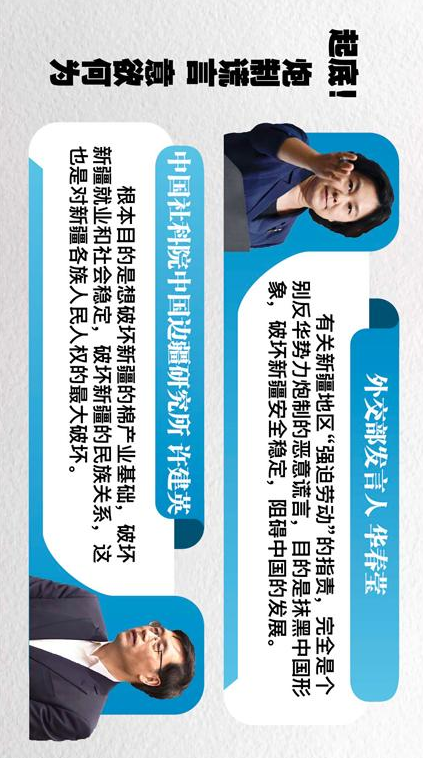 起底!
炮制谎言 意欲何为
外交部发言人 华春莹
有关新疆地区“强迫劳动”的指责，完全是个
别反华势力炮制的恶意谎言，目的是抹黑中国形
象，破坏新疆安全稳定，阻碍中国的发展。
中国社科院中国边疆研究所 许建英
根本目的是想破坏新疆的棉产业基础，破坏
新疆就业和社会稳定，破坏新疆的民族关系，这
也是对新疆各族人民人权的最大破坏。